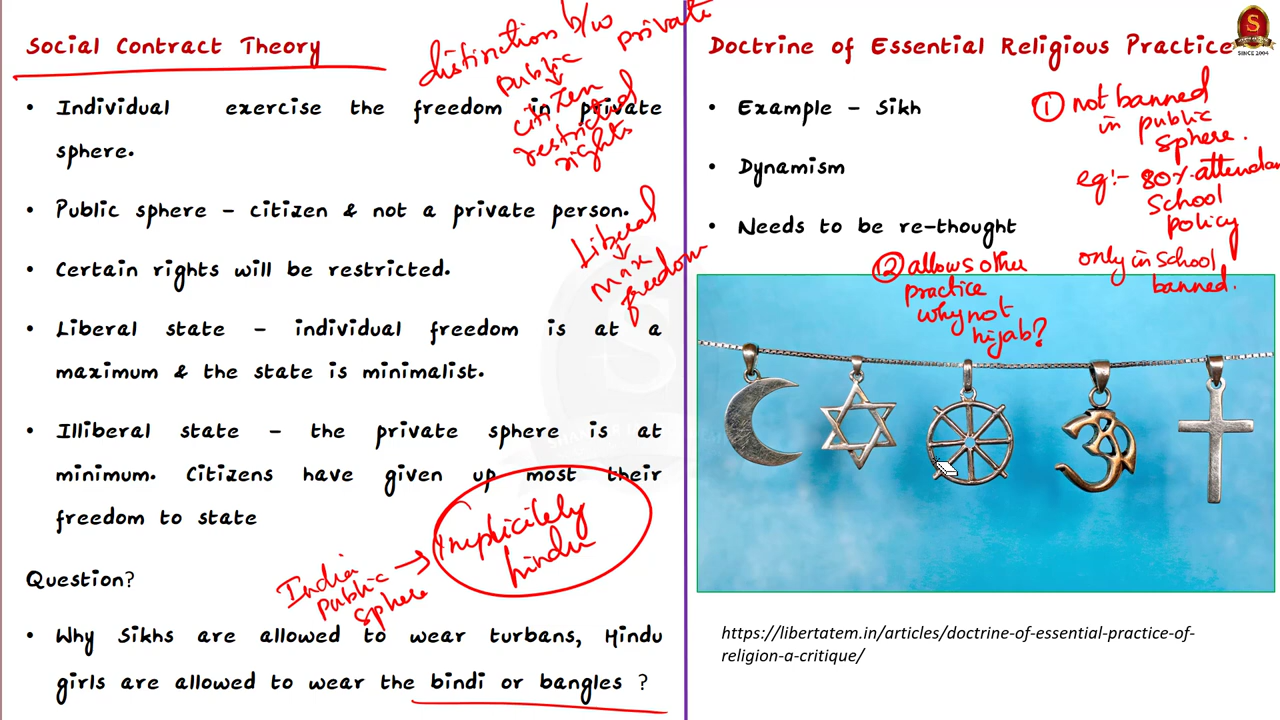 Social Contract Theory
distinction b/w
public private
citizen
restricted
rights
• Individual exercise the freedom in private
sphere.
• Public sphere - citizen & not a private person.
• Certain rights will be restricted.
Liberal
max
freedom
• Liberal state - individual freedom is at a
maximum & the state is minimalist.
• Illiberal state - the private sphere is at
minimum. Citizens have given up most their
freedom to state
India
public
sphere
hindu
Question?
• Why Sikhs are allowed to wear turbans, Hindu
girls are allowed to wear the bindi or bangles ?
Doctrine of Essential Religious Practice
S
SINCE 2004
• Example - Sikh
• Dynamism
• Needs to be re-thought
① not banned
in public
sphere.
eg:- 80%. attendan
School
policy
only in school
banned.
② allows other
practice
why not
hijab?
https://libertatem.in/articles/doctrine-of-essential-practice-of-
religion-a-critique/